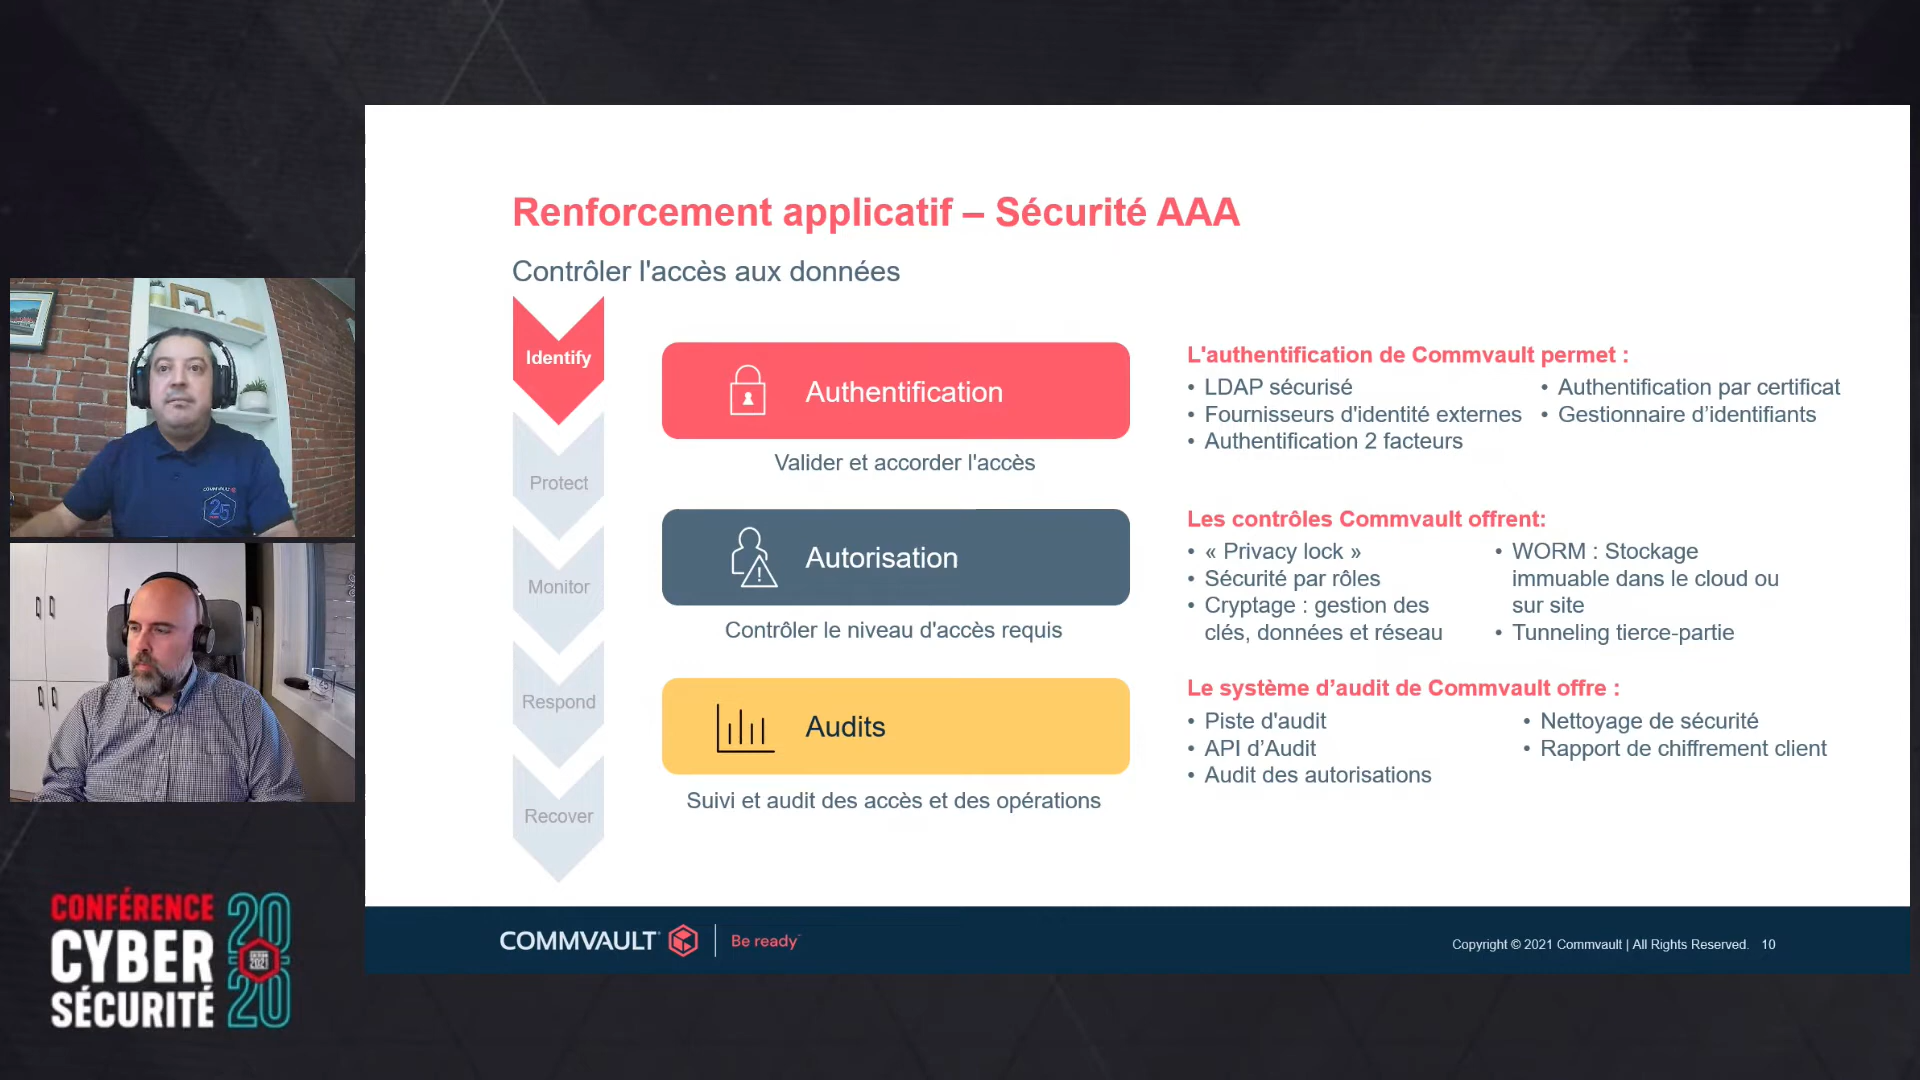 Renforcement applicatif – Sécurité AAA
Contrôler l'accès aux données
Identify
Protect
Monitor
Respond
Recover
Authentification
Valider et accorder l'accès
Autorisation
Contrôler le niveau d'accès requis
Audits
Suivi et audit des accès et des opérations
L'authentification de Commvault permet :
• LDAP sécurisé
• Fournisseurs d'identité externes
• Authentification 2 facteurs
• Authentification par certificat
• Gestionnaire d’identifiants
Les contrôles Commvault offrent:
• « Privacy lock »
• Sécurité par rôles
• Cryptage : gestion des
clés, données et réseau
• WORM : Stockage
immuable dans le cloud ou
sur site
• Tunneling tierce-partie
Le système d’audit de Commvault offre :
• Piste d'audit
• API d’Audit
• Audit des autorisations
• Nettoyage de sécurité
• Rapport de chiffrement client
COMMVAULT
Be ready
Copyright © 2021 Commvault | All Rights Reserved. 10
COMMVAULT
25
CONFÉRENCE
CYBER
SÉCURITÉ
20
2021
20